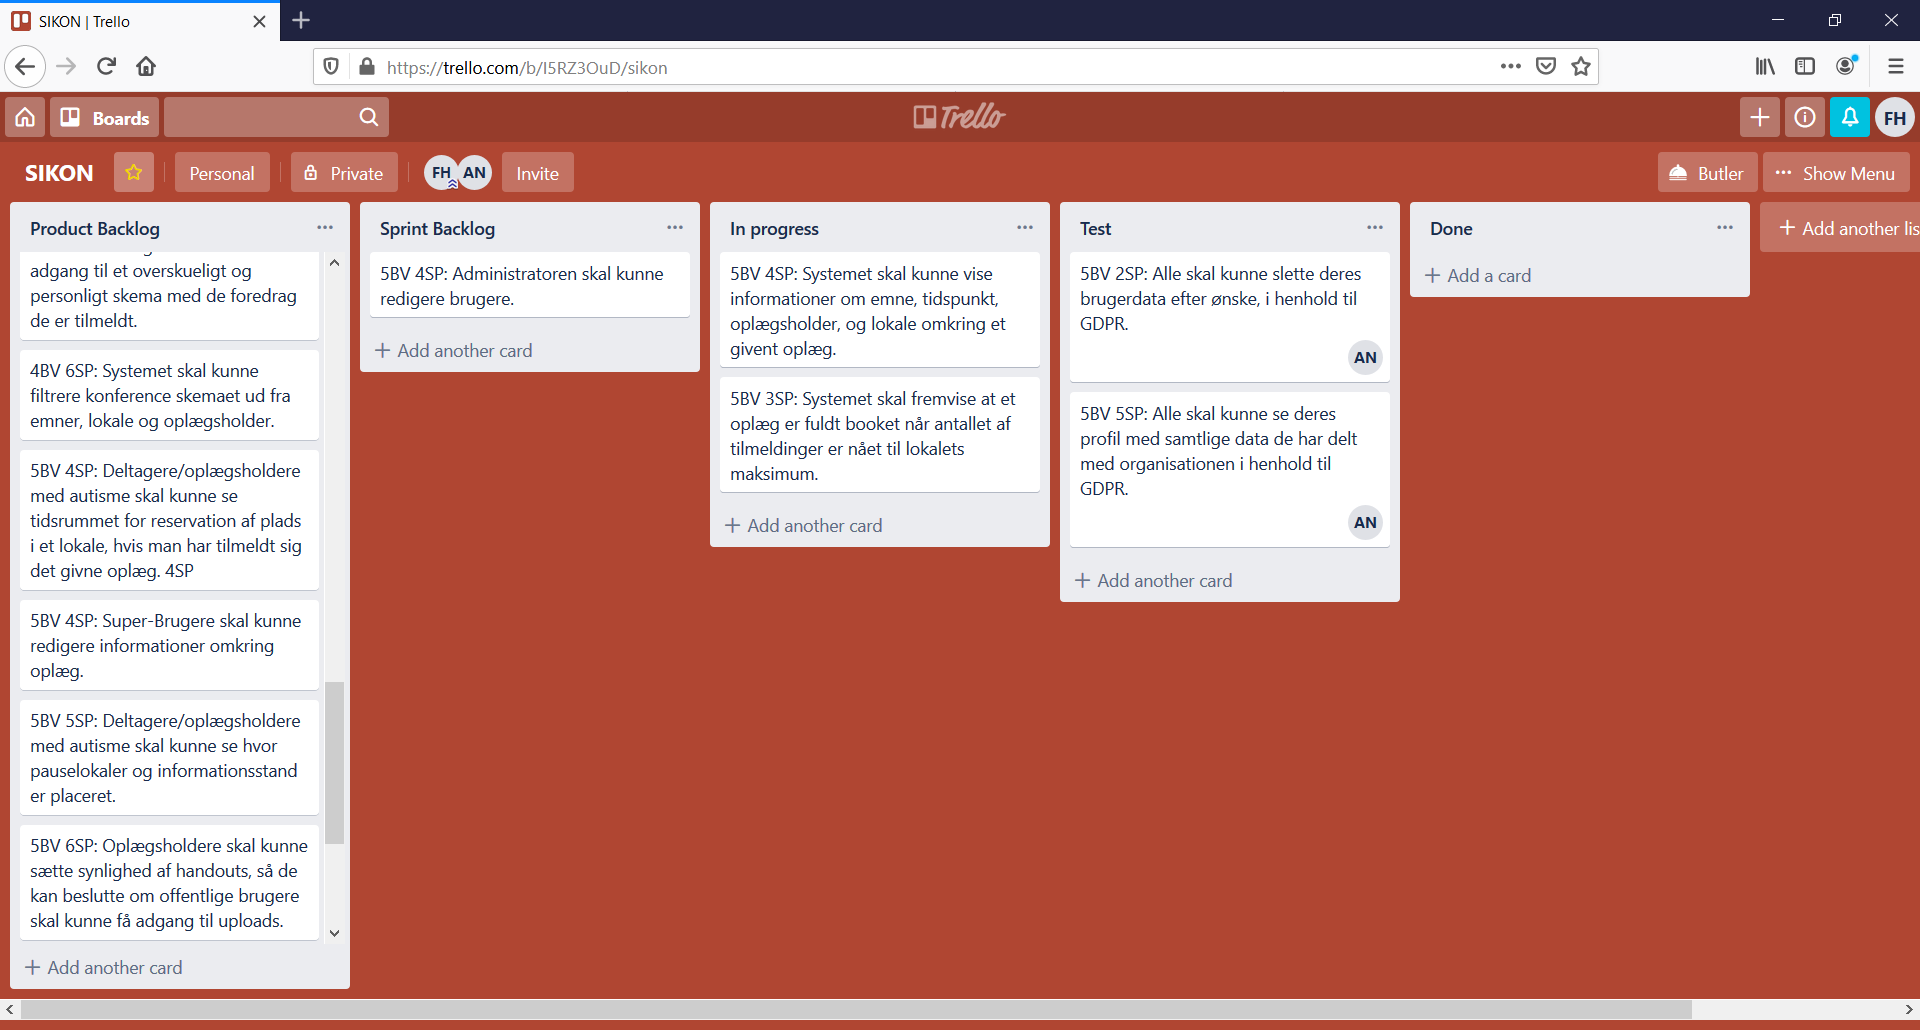 SIKON | Trello
https://trello.com/b/I5RZ3OuD/sikon
Boards
Trello
FH
SIKON
Personal
Private
FH
AN
Invite
Butler
Show Menu
Product Backlog
adgang til et overskueligt og
personligt skema med de foredrag
de er tilmeldt.
4BV 6SP: Systemet skal kunne
filtrere konference skemaet ud fra
emner, lokale og oplægsholder.
5BV 4SP: Deltagere/oplægsholdere
med autisme skal kunne se
tidsrummet for reservation af plads
i et lokale, hvis man har tilmeldt sig
det givne oplæg. 4SP
5BV 4SP: Super-Brugere skal kunne
redigere informationer omkring
oplæg.
5BV 5SP: Deltagere/oplægsholdere
med autisme skal kunne se hvor
pauselokaler og informationsstand
er placeret.
5BV 6SP: Oplægsholdere skal kunne
sætte synlighed af handouts, så de
kan beslutte om offentlige brugere
skal kunne få adgang til uploads.
+ Add another card
Sprint Backlog
5BV 4SP: Administratoren skal kunne
redigere brugere.
+ Add another card
In progress
5BV 4SP: Systemet skal kunne vise
informationer om emne, tidspunkt,
oplægsholder, og lokale omkring et
givent oplæg.
5BV 3SP: Systemet skal fremvise at et
oplæg er fuldt booket når antallet af
tilmeldinger er nået til lokalets
maksimum.
+ Add another card
Test
5BV 2SP: Alle skal kunne slette deres
brugerdata efter ønske, i henhold til
GDPR.
AN
5BV 5SP: Alle skal kunne se deres
profil med samtlige data de har delt
med organisationen i henhold til
GDPR.
AN
+ Add another card
Done
+ Add a card
+ Add another lis